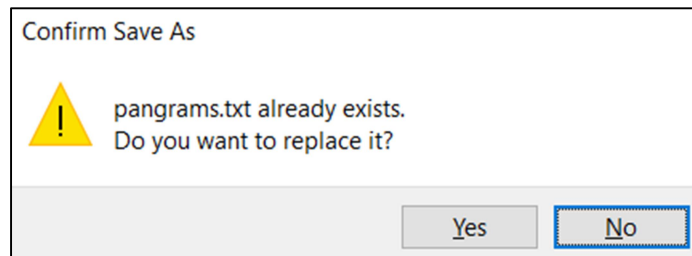 Confirm Save As
!
pangrams.txt already exists.
Do you want to replace it?
Yes No